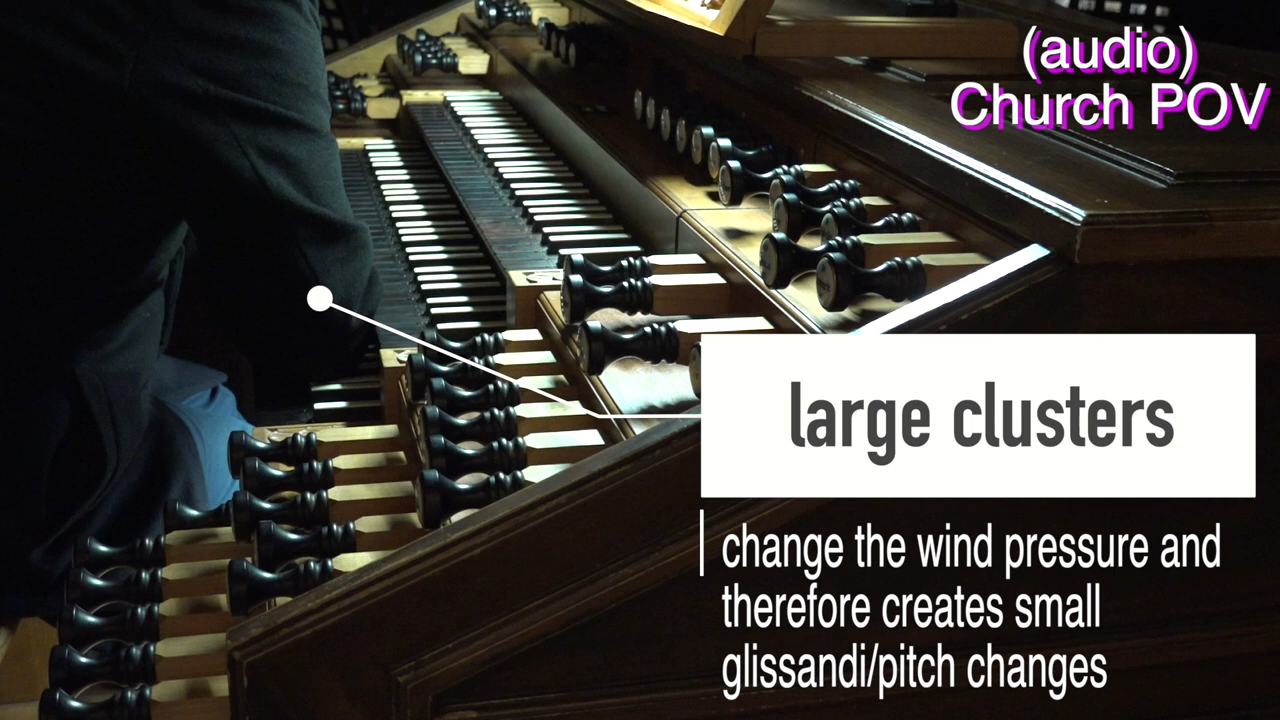 (audio)
Church POV
large clusters
change the wind pressure and
therefore creates small
glissandi/pitch changes